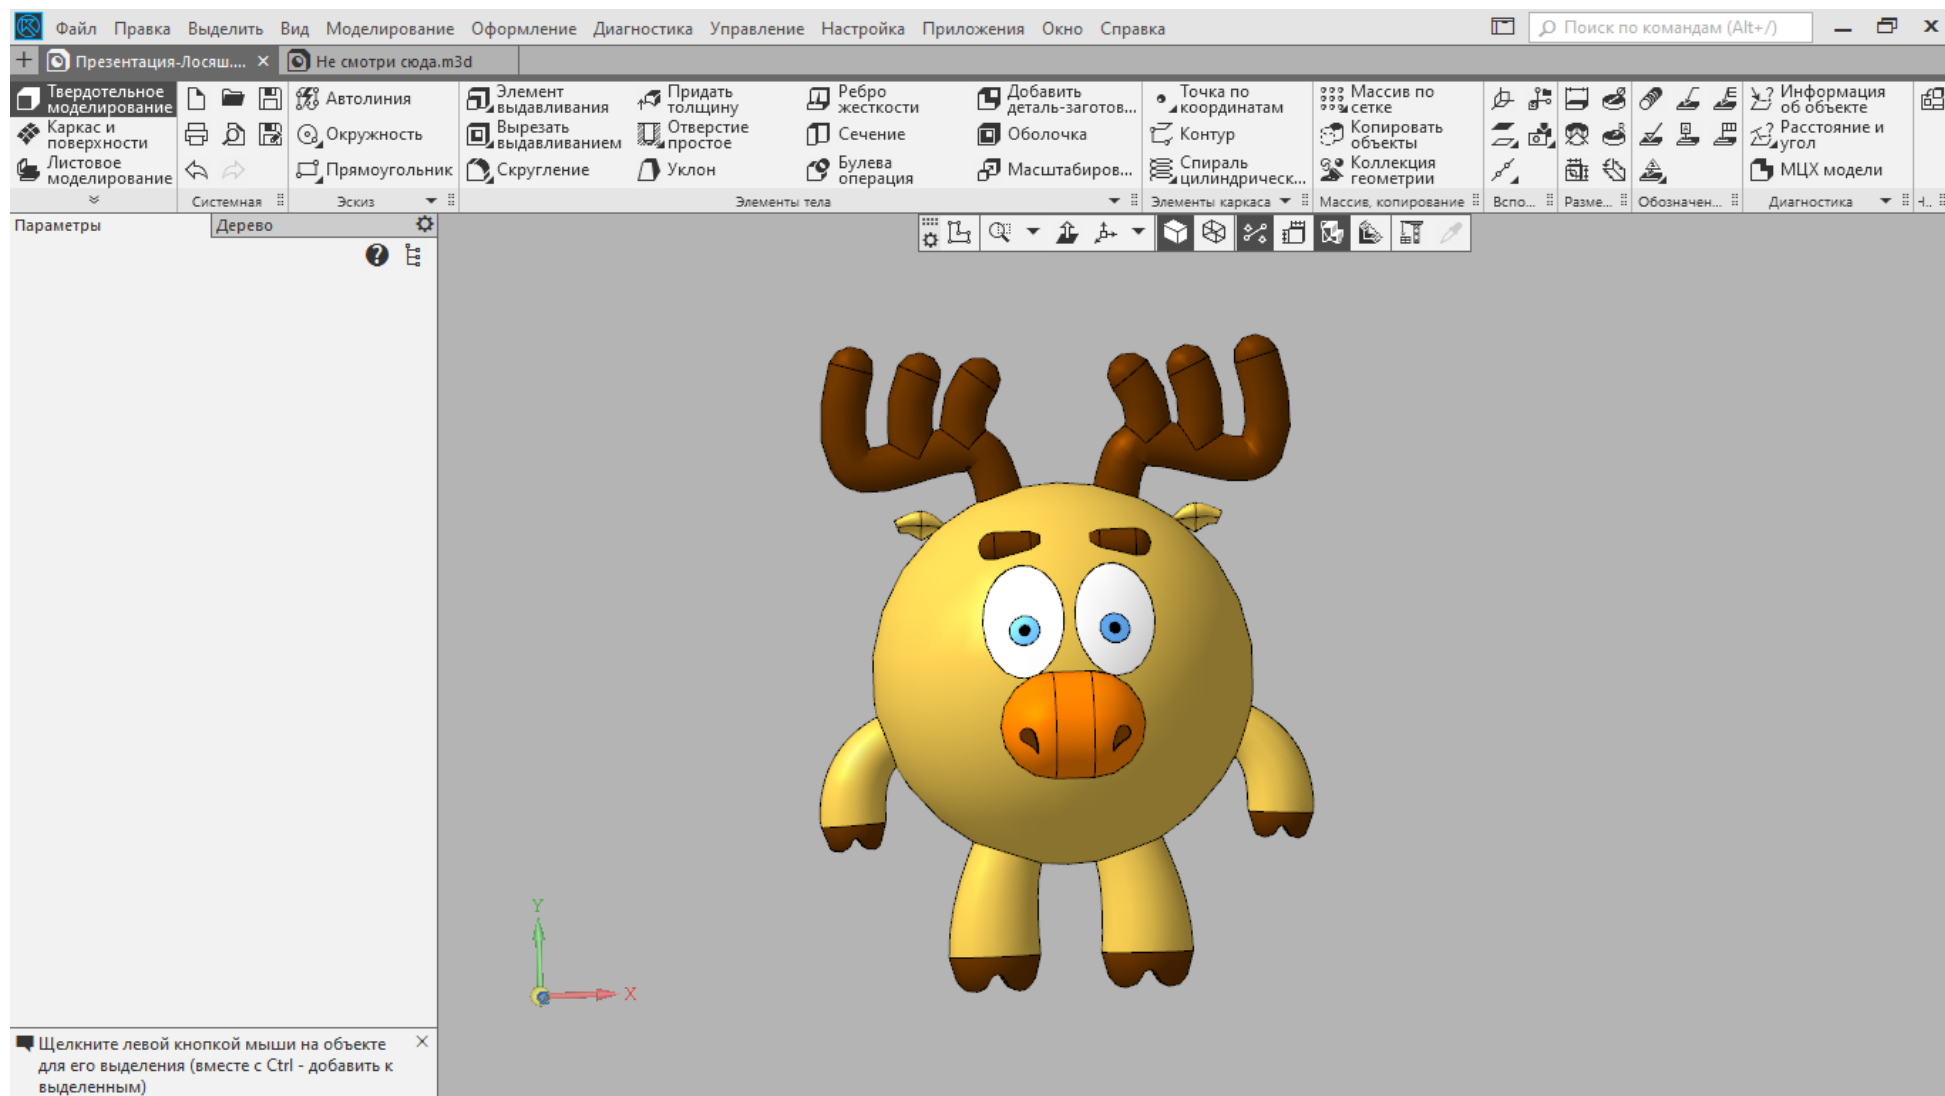 Файл Правка Выделить Вид Моделирование Оформление Диагностика Управление Настройка Приложения Окно Справка Поиск по командам (Alt+/)
Презентация-Лосяш.... Не смотри сюда.m3d
Твердотельное
моделирование
Каркас и
поверхности
Листовое
моделирование
Системная
Автолиния
Окружность
Прямоугольник
Эскиз
Элемент
выдавливания
Вырезать
выдавливанием
Скругление
Придать
толщину
Отверстие
простое
Уклон
Ребро
жесткости
Сечение
Булева
операция
Добавить
деталь-заготов...
Оболочка
Масштабиров...
Элементы тела
Точка по
координатам
Контур
Спираль
цилиндрическ...
Элементы каркаса
Массив по
сетке
Копировать
объекты
Коллекция
геометрии
Массив, копирование
Вспо...
Разме...
Обозначен...
Информация
об объекте
Расстояние и
угол
МЦХ модели
Диагностика
Параметры
Дерево
Y
X
Щелкните левой кнопкой мыши на объекте
для его выделения (вместе с Ctrl - добавить к
выделенным)